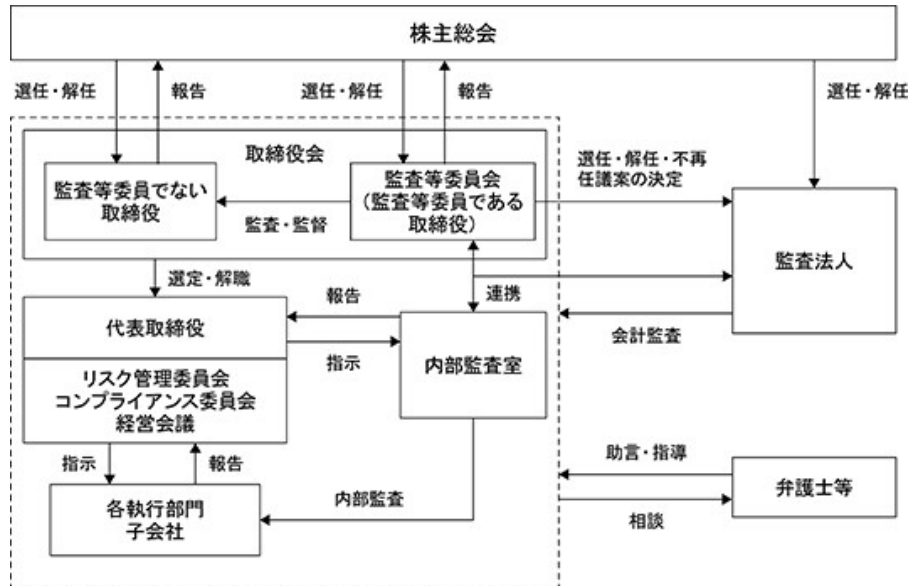 株主総会
選任・解任
報告
選任・解任
報告
選任・解任
取締役会
監査等委員でない
取締役
監査・監督
監査等委員会
(監査等委員である
取締役)
選任・解任・不再
任議案の決定
監査法人
選定・解職
連携
報告
代表取締役
指示
内部監査室
会計監査
リスク管理委員会
コンプライアンス委員会
経営会議
指示
報告
助言・指導
弁護士等
相談
内部監査
各執行部門
子会社